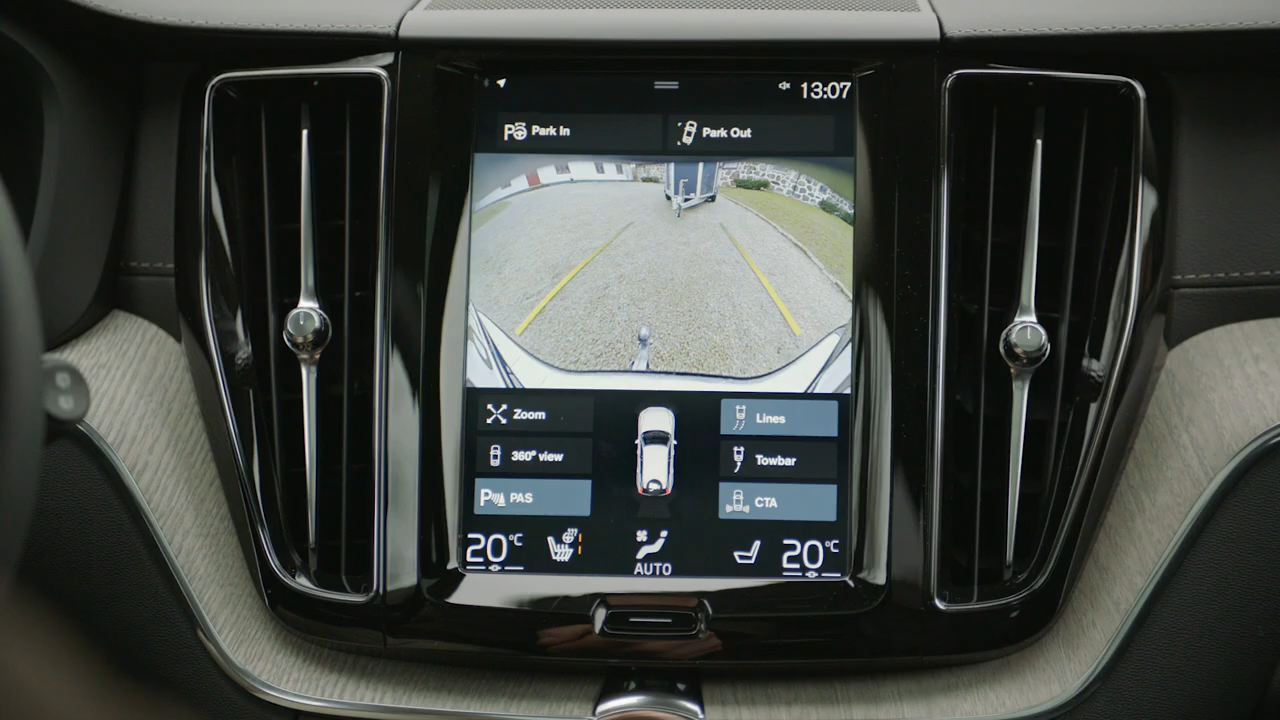 13:07
Park In
Park Out
Zoom
Lines
360° view
Towbar
PAS
CTA
20°C
AUTO
20°C